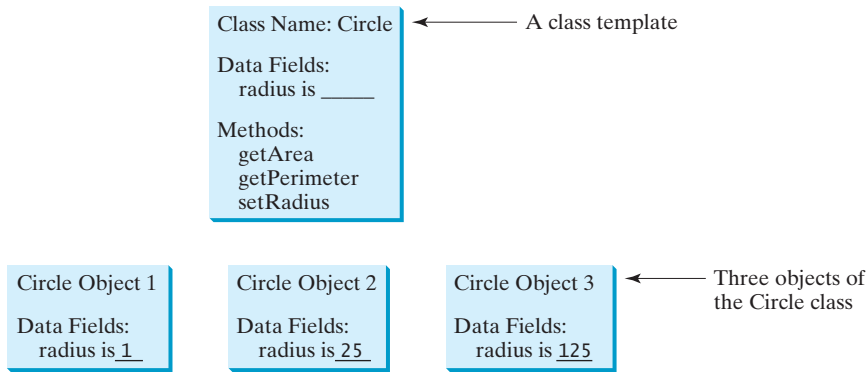 Class Name: Circle
A class template
Data Fields:
radius is _____
Methods:
getArea
getPerimeter
setRadius
Circle Object 1
Data Fields:
radius is 1
Circle Object 2
Data Fields:
radius is 25
Circle Object 3
Data Fields:
radius is 125
Three objects of
the Circle class